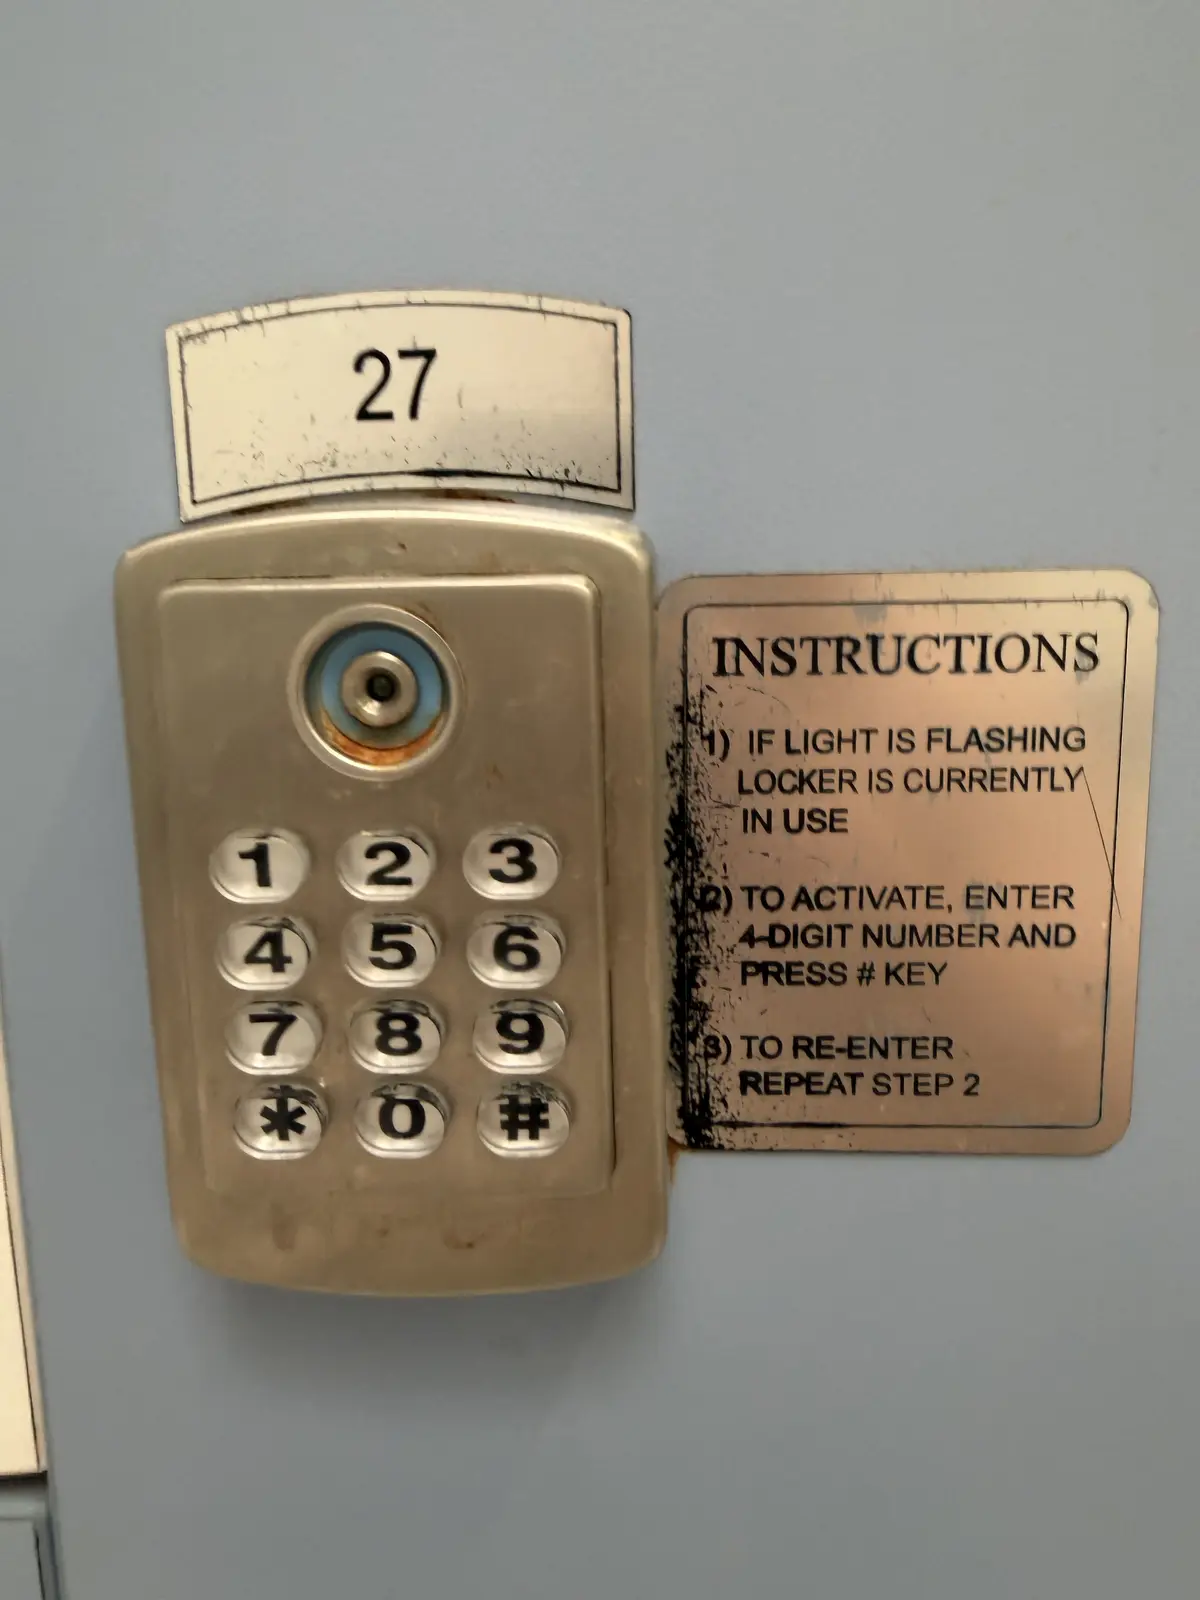 27
1 2 3
4 5 6
7 8 9
* 0 #
INSTRUCTIONS
1) IF LIGHT IS FLASHING
LOCKER IS CURRENTLY
IN USE
2) TO ACTIVATE, ENTER
4-DIGIT NUMBER AND
PRESS # KEY
3) TO RE-ENTER
REPEAT STEP 2